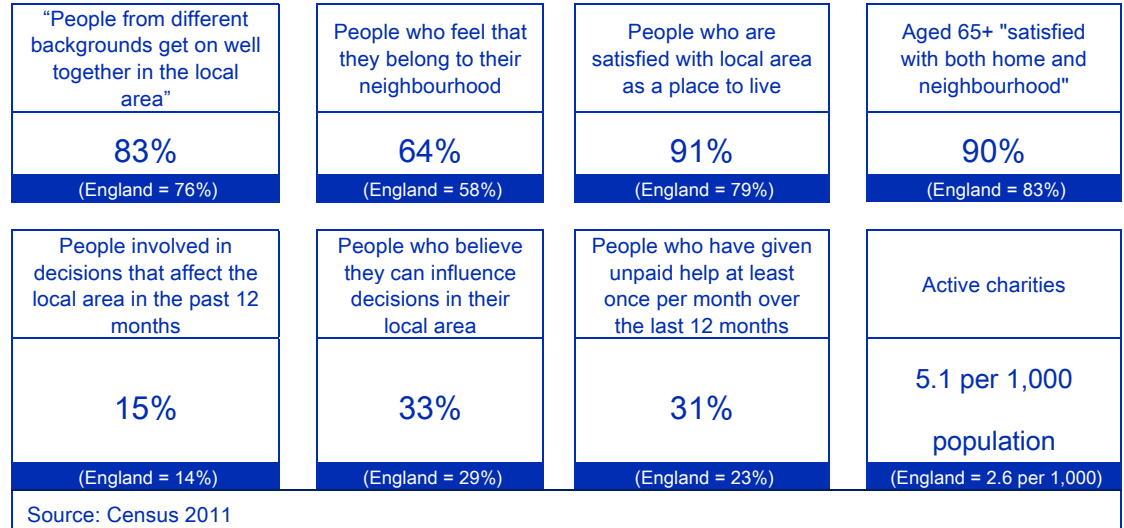 “People from different
backgrounds get on well
together in the local
area”
83%
(England = 76%)
People who feel that
they belong to their
neighbourhood
64%
(England = 58%)
People who are
satisfied with local area
as a place to live
91%
(England = 79%)
Aged 65+ "satisfied
with both home and
neighbourhood"
90%
(England = 83%)
People involved in
decisions that affect the
local area in the past 12
months
15%
(England = 14%)
People who believe
they can influence
decisions in their
local area
33%
(England = 29%)
People who have given
unpaid help at least
once per month over
the last 12 months
31%
(England = 23%)
Active charities
5.1 per 1,000
population
(England = 2.6 per 1,000)
Source: Census 2011